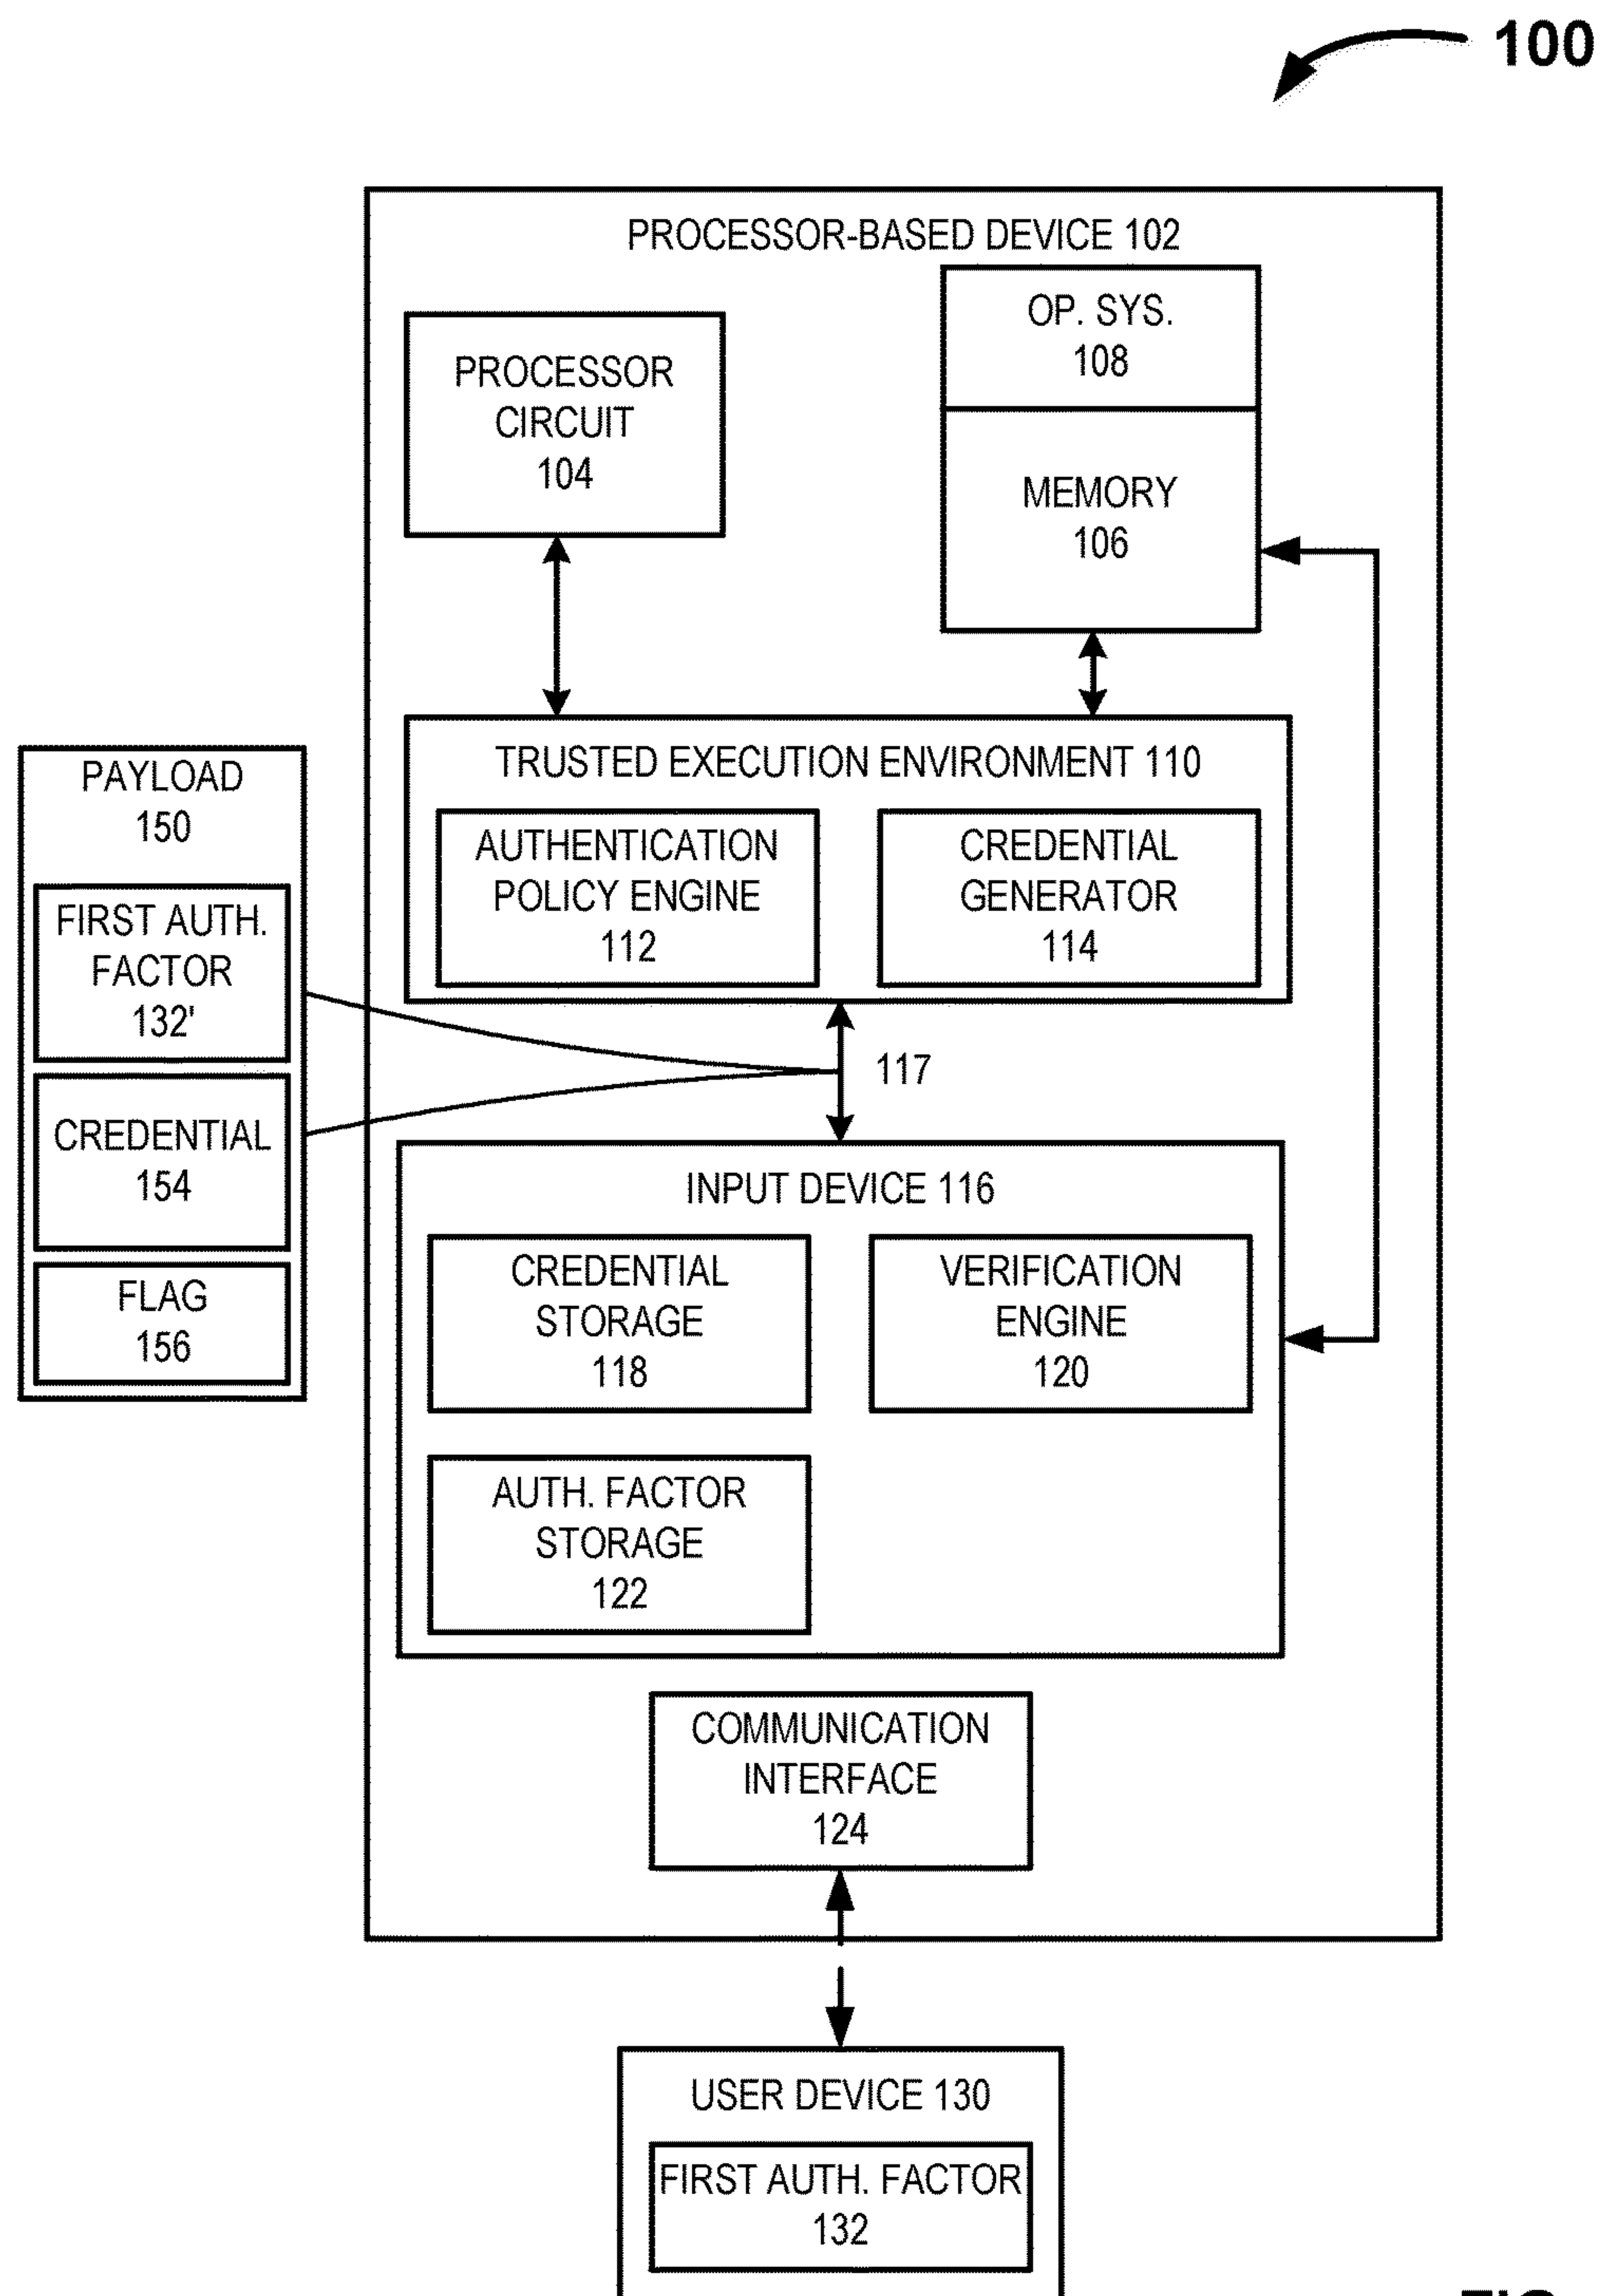 100
PROCESSOR-BASED DEVICE 102
PROCESSOR
CIRCUIT
104
OP. SYS.
108
MEMORY
106
TRUSTED EXECUTION ENVIRONMENT 110
AUTHENTICATION
POLICY ENGINE
112
CREDENTIAL
GENERATOR
114
PAYLOAD
150
FIRST AUTH.
FACTOR
132'
CREDENTIAL
154
FLAG
156
117
INPUT DEVICE 116
CREDENTIAL
STORAGE
118
VERIFICATION
ENGINE
120
AUTH. FACTOR
STORAGE
122
COMMUNICATION
INTERFACE
124
USER DEVICE 130
FIRST AUTH. FACTOR
132